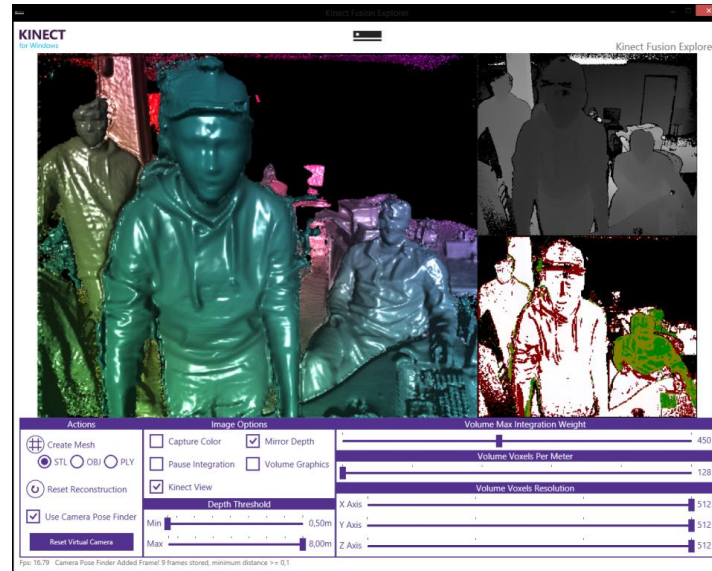 Kinect Fusion Explorer
KINECT
for Windows
Kinect Fusion Explore
Actions
Create Mesh
STL OBJ PLY
Reset Reconstruction
Use Camera Pose Finder
Reset Virtual Camera
Image Options
Capture Color Mirror Depth
Pause Integration Volume Graphics
Kinect View
Depth Threshold
Min 0,50m
Max 8,00m
Volume Max Integration Weight
450
Volume Voxels Per Meter
128
Volume Voxels Resolution
X Axis 512
Y Axis 512
Z Axis 512
Fps: 16.79 Camera Pose Finder Added Frame! 9 frames stored, minimum distance >= 0,1